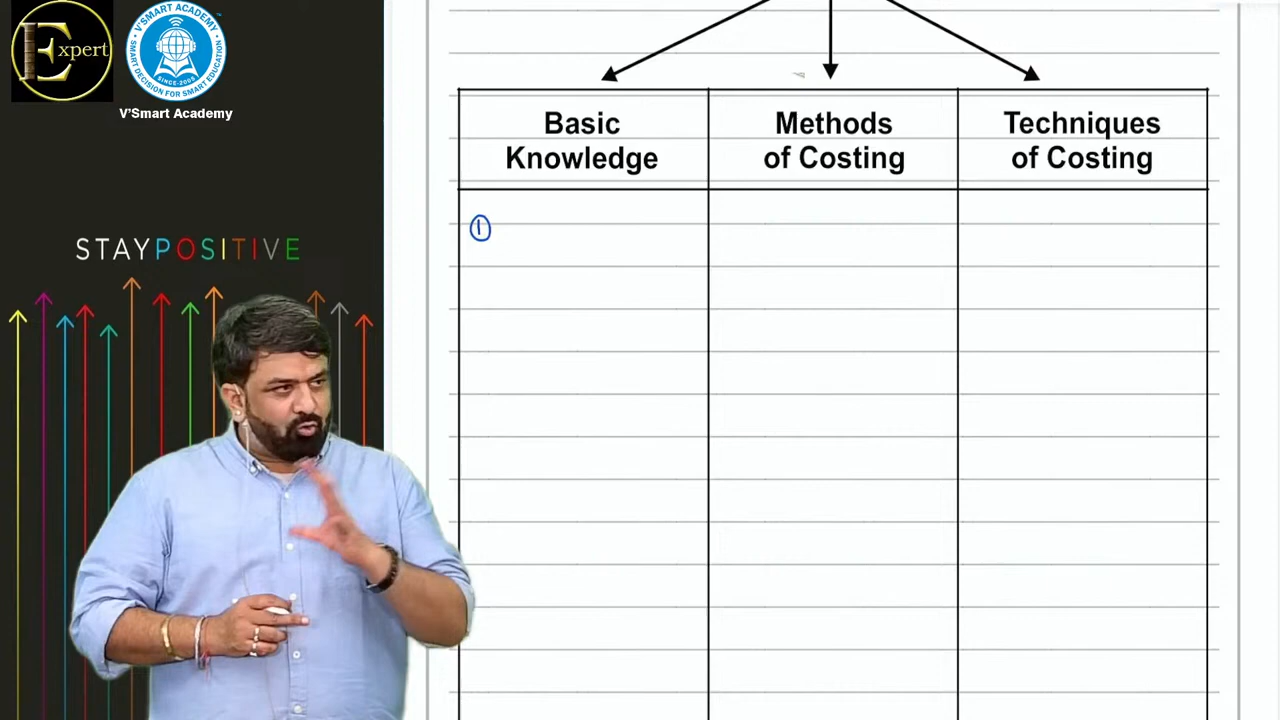 Expert
V'SMART ACADEMY
SMART DECISION FOR SMART EDUCATION
SINCE-2005
V'Smart Academy
STAYPOSITIVE
Basic
Knowledge
Methods
of Costing
Techniques
of Costing
1